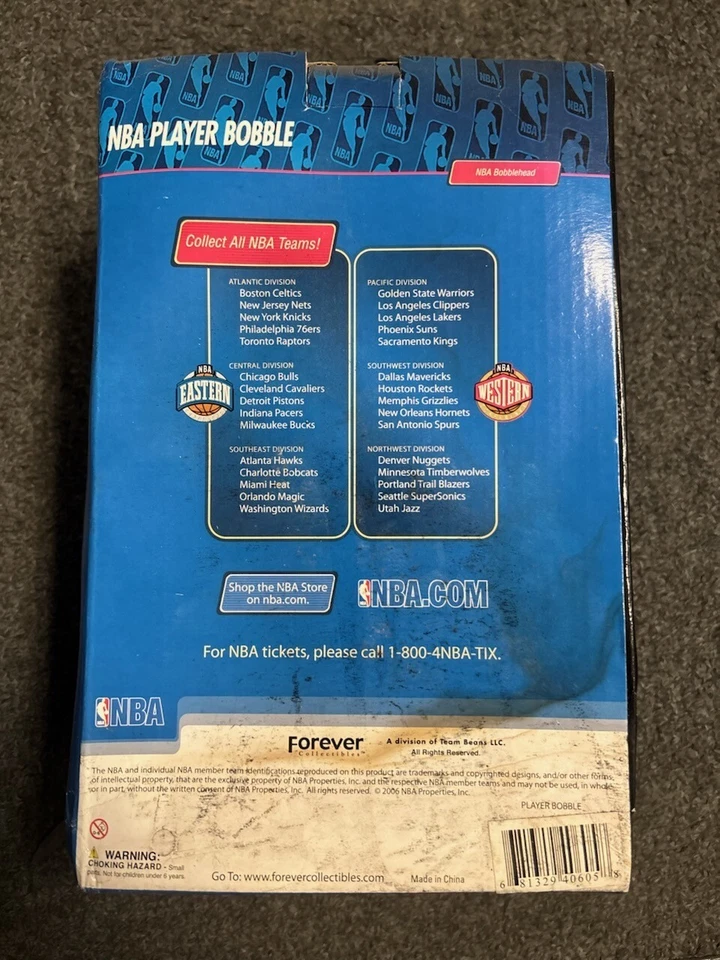 NBA PLAYER BOBBLE
NBA Bobblehead
Collect All NBA Teams!
ATLANTIC DIVISION
Boston Celtics
New Jersey Nets
New York Knicks
Philadelphia 76ers
Toronto Raptors
CENTRAL DIVISION
Chicago Bulls
Cleveland Cavaliers
Detroit Pistons
Indiana Pacers
Milwaukee Bucks
SOUTHEAST DIVISION
Atlanta Hawks
Charlotte Bobcats
Miami Heat
Orlando Magic
Washington Wizards
NBA
EASTERN
PACIFIC DIVISION
Golden State Warriors
Los Angeles Clippers
Los Angeles Lakers
Phoenix Suns
Sacramento Kings
SOUTHWEST DIVISION
Dallas Mavericks
Houston Rockets
Memphis Grizzlies
New Orleans Hornets
San Antonio Spurs
NORTHWEST DIVISION
Denver Nuggets
Minnesota Timberwolves
Portland Trail Blazers
Seattle SuperSonics
Utah Jazz
NBA
WESTERN
Shop the NBA Store
on nba.com.
NBA.COM
For NBA tickets, please call 1-800-4NBA-TIX.
NBA
Forever
Collectibles
A division of Team Beans LLC.
All Rights Reserved.
The NBA and individual NBA member team identifications reproduced on this product are trademarks and copyrighted designs, and/or other forms
of intellectual property, that are the exclusive property of NBA Properties, Inc. and the respective NBA member teams and may not be used, in whole
or in part, without the written consent of NBA Properties, Inc. All rights reserved. © 2006 NBA Properties, Inc.
PLAYER BOBBLE
WARNING:
CHOKING HAZARD - Small
parts. Not for children under 6 years.
Go To: www.forevercollectibles.com
Made in China
6 81329 40605 8